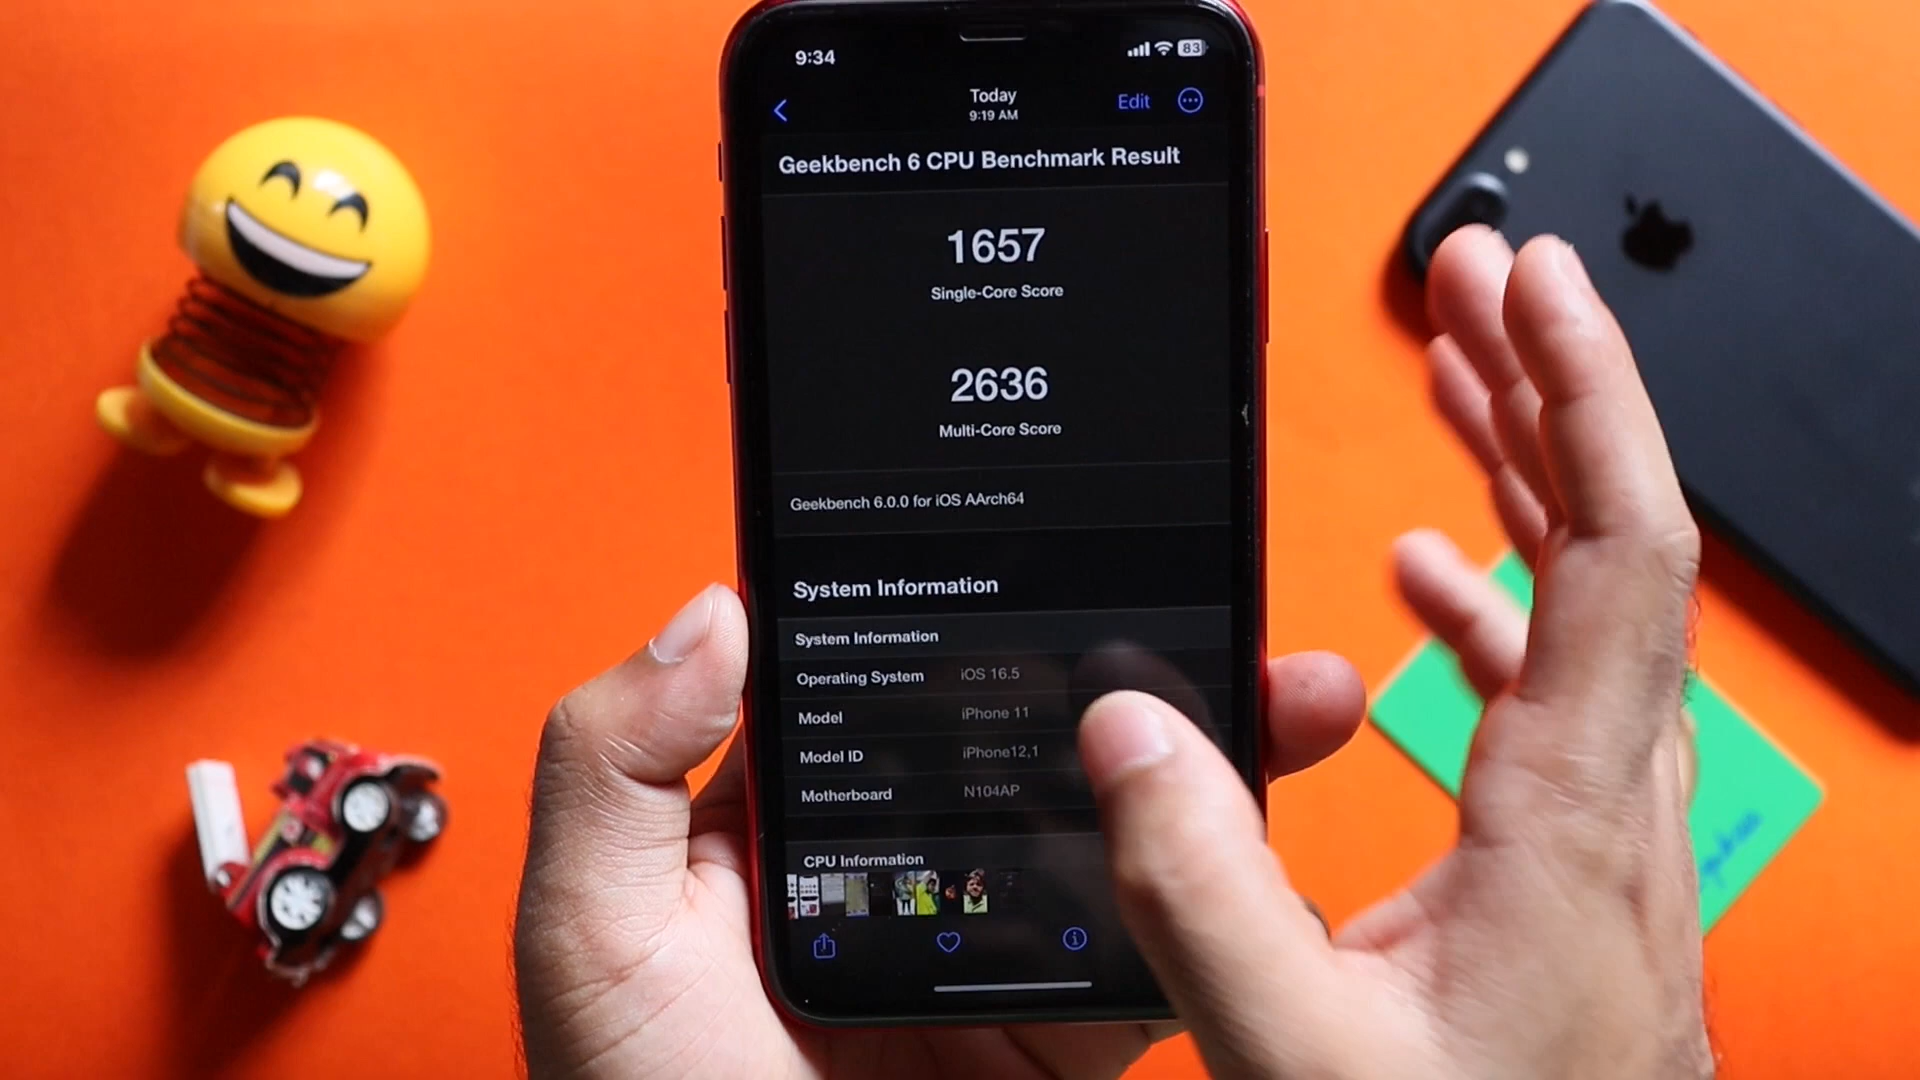 9:34
83
Today
9:19 AM
Edit
Geekbench 6 CPU Benchmark Result
1657
Single-Core Score
2636
Multi-Core Score
Geekbench 6.0.0 for iOS AArch64
System Information
System Information
Operating System iOS 16.5
Model iPhone 11
Model ID iPhone12,1
Motherboard N104AP
CPU Information